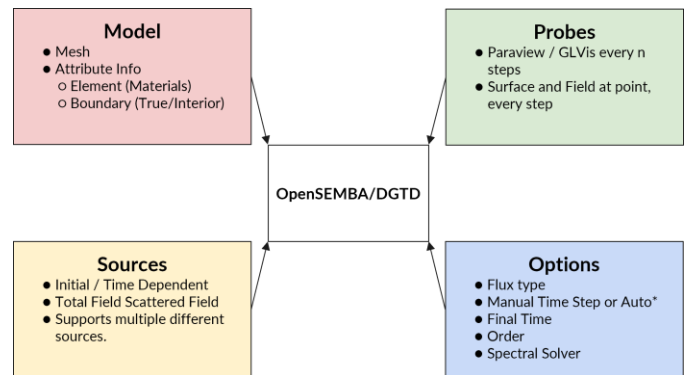 Model
● Mesh
● Attribute Info
○ Element (Materials)
○ Boundary (True/Interior)
Probes
● Paraview / GLVis every n
steps
● Surface and Field at point,
every step
OpenSEMBA/DGTD
Sources
● Initial / Time Dependent
● Total Field Scattered Field
● Supports multiple different
sources.
Options
● Flux type
● Manual Time Step or Auto*
● Final Time
● Order
● Spectral Solver